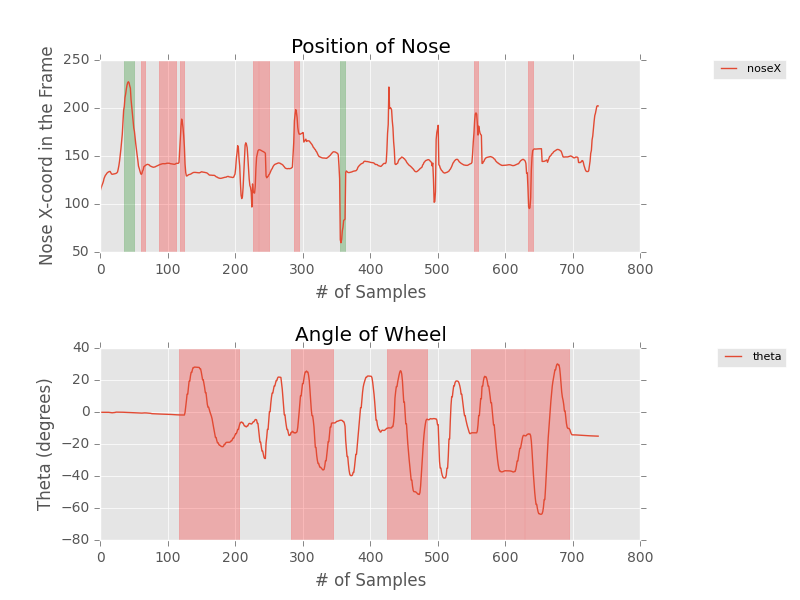 Position of Nose
noseX
Nose X-coord in the Frame
250
200
150
100
50
0 100 200 300 400 500 600 700 800
# of Samples
Angle of Wheel
theta
Theta (degrees)
40
20
0
−20
−40
−60
−80
0 100 200 300 400 500 600 700 800
# of Samples